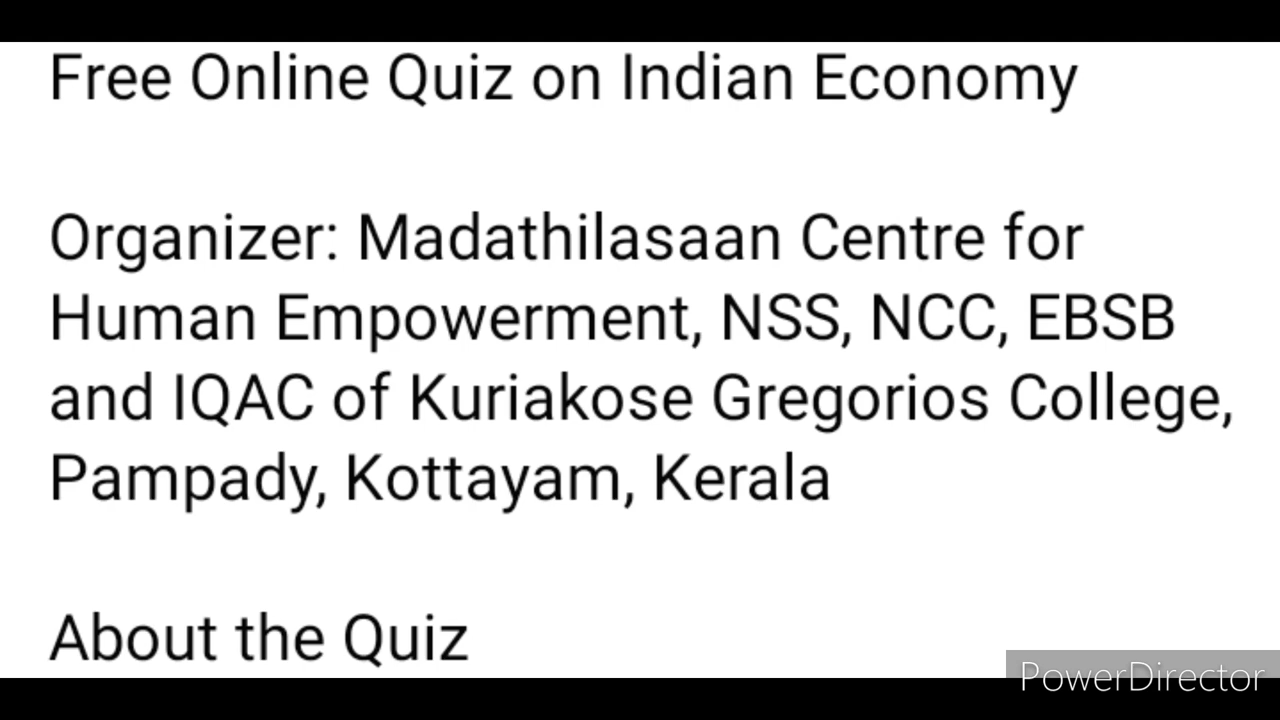 Free Online Quiz on Indian Economy
Organizer: Madathilasaan Centre for
Human Empowerment, NSS, NCC, EBSB
and IQAC of Kuriakose Gregorios College,
Pampady, Kottayam, Kerala
About the Quiz
PowerDirector